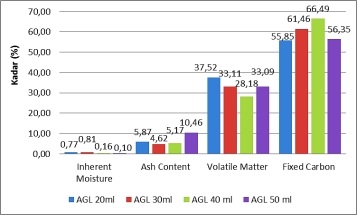 Kadar (%)
70,00
60,00
50,00
40,00
30,00
20,00
10,00
0,00
0,77
0,81
0,16
0,10
5,87
4,62
5,17
10,46
37,52
33,11
28,18
33,09
55,85
61,46
66,49
56,35
Inherent
Moisture
Ash Content
Volatile Matter
Fixed Carbon
AGL 20ml
AGL 30ml
AGL 40 ml
AGL 50 ml